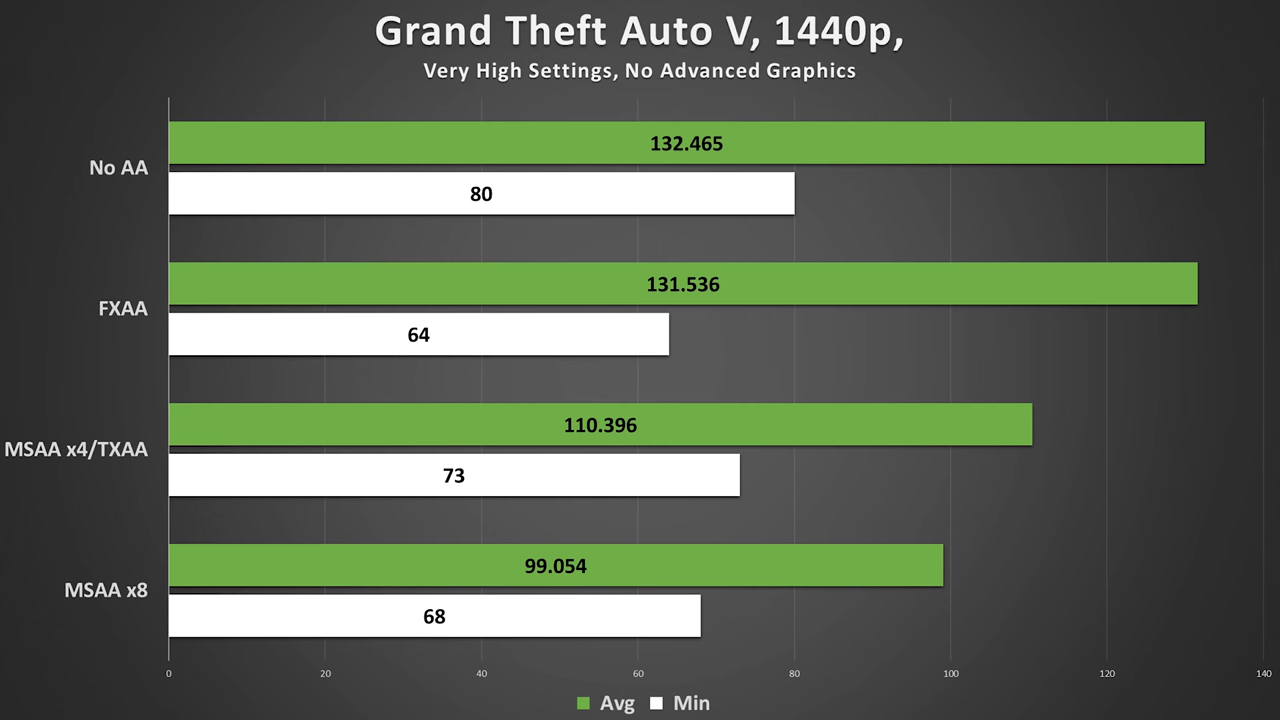 Grand Theft Auto V, 1440p,
Very High Settings, No Advanced Graphics
No AA
132.465
80
FXAA
131.536
64
MSAA x4/TXAA
110.396
73
MSAA x8
99.054
68
0 20 40 60 80 100 120 140
Avg Min